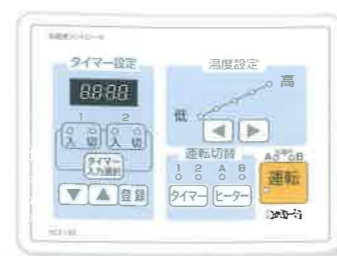 タイマー設定
8888
1 2
入 切 入 切
タイマー
入力選択
▼ ▲ 登録
温度設定
低 高
◀ ▶
運転切替
1 2 A B
タイマー ヒーター
A B
運転